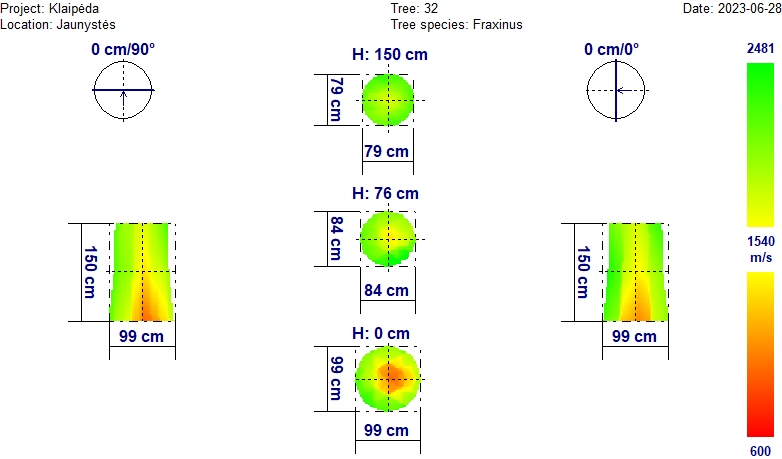 Project: Klaipėda
Tree: 32
Date: 2023-06-28
Location: Jaunystés
Tree species: Fraxinus
0 cm/90°
H: 150 cm
0 cm/0°
2481
79 cm
79 cm
H: 76 cm
84 cm
84 cm
150 cm
99 cm
150 cm
99 cm
1540
m/s
H: 0 cm
99 cm
99 cm
600